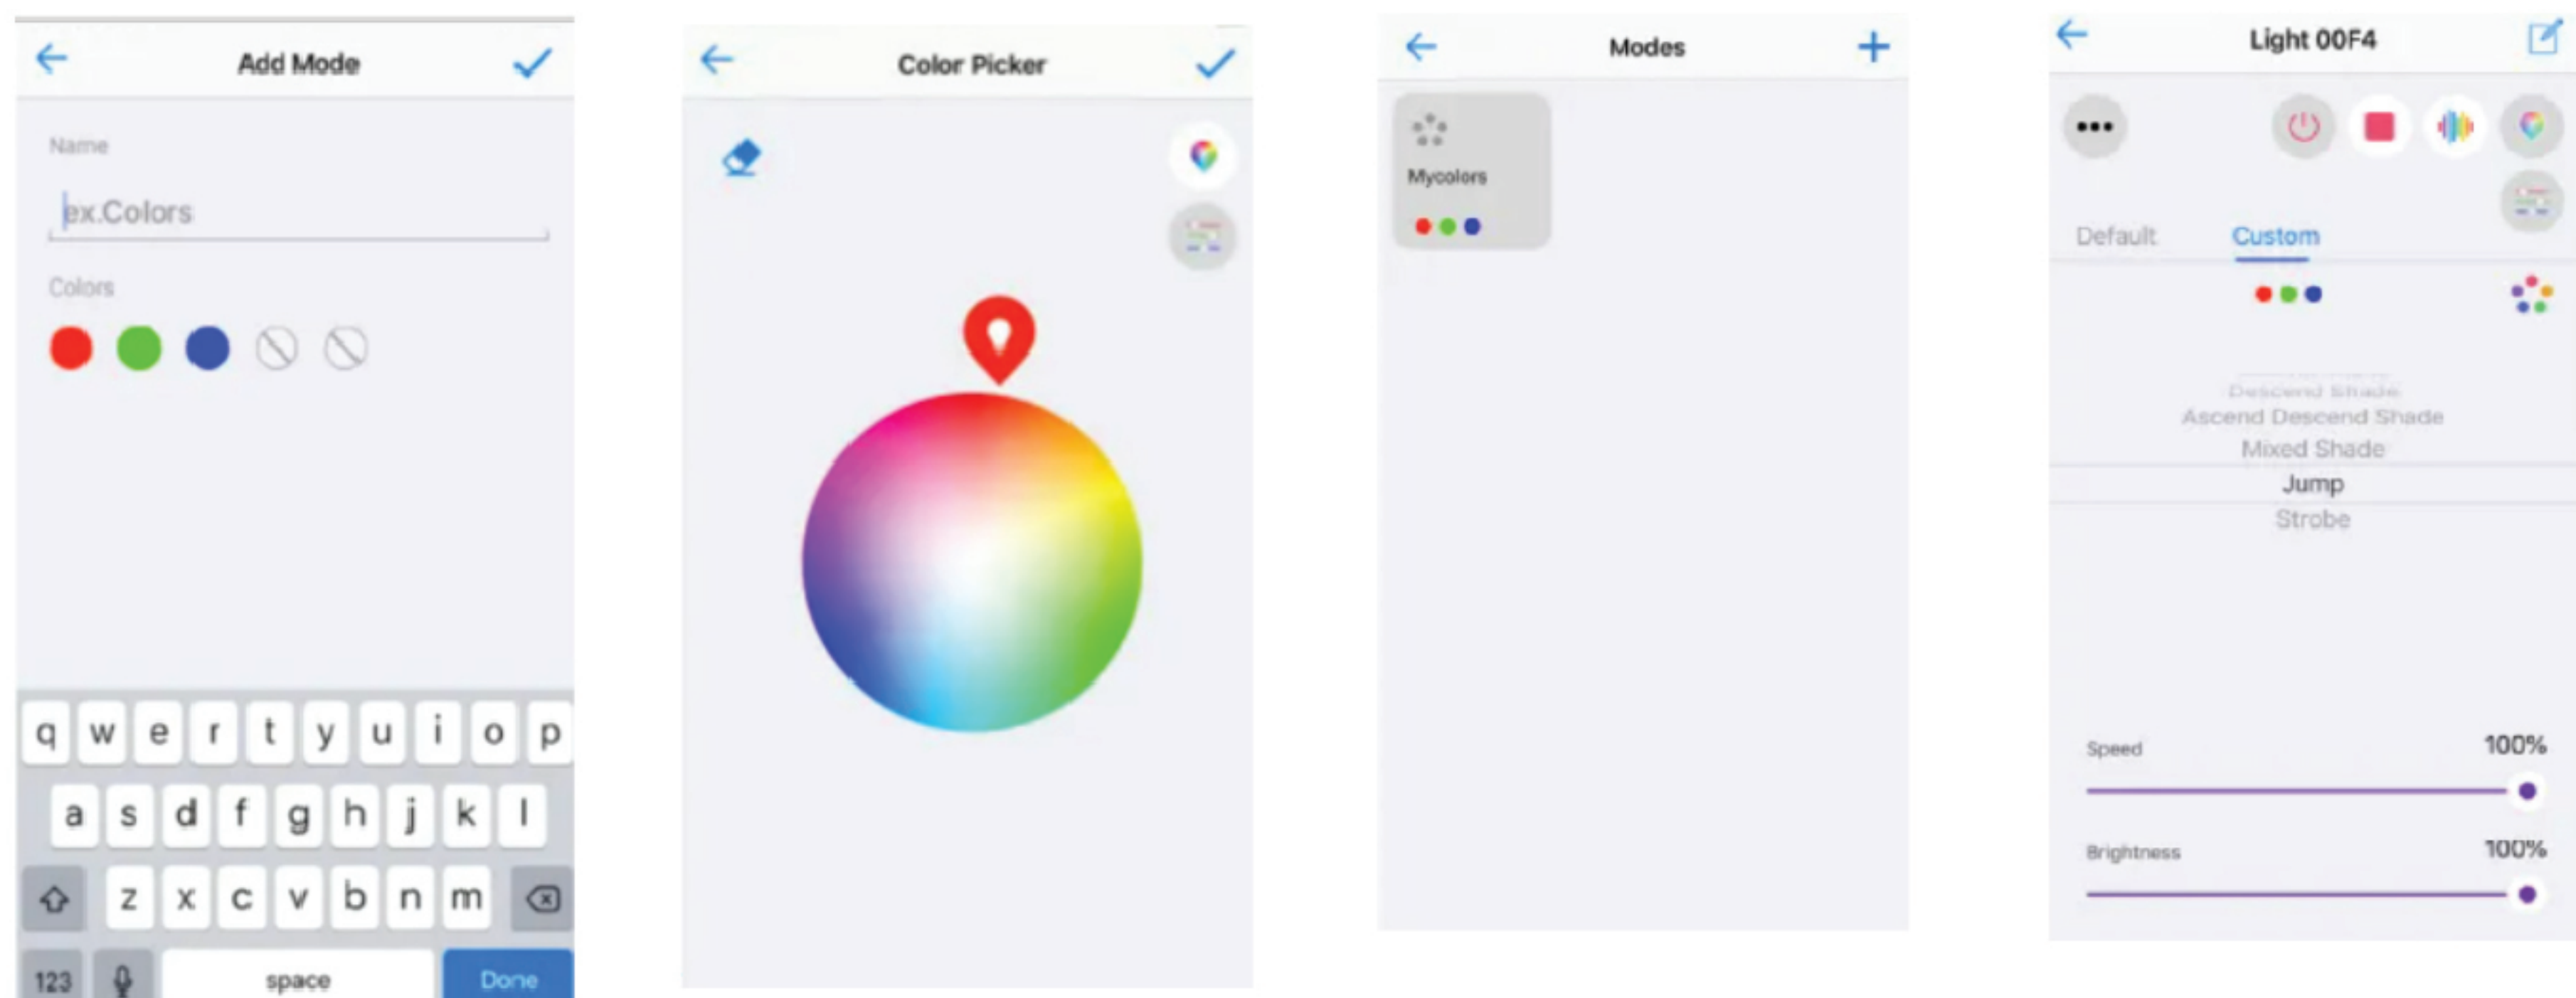 Add Mode
Name
ex.Colors
Colors
q w e r t y u i o p
a s d f g h j k l
z x c v b n m
123 space Done
Color Picker
Modes
Mycolors
Light 00F4
Default Custom
Descend Shade
Ascend Descend Shade
Mixed Shade
Jump
Strobe
Speed 100%
Brightness 100%